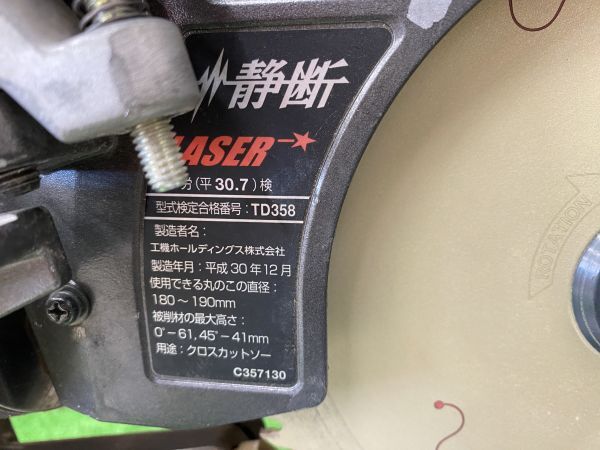 静断
LASER
労(平30.7)検
型式検定合格番号:TD358
製造者名:
工機ホールディングス株式会社
製造年月:平成30年12月
使用できる丸のこの直径:
180~190mm
被削材の最大高さ:
0°-61,45°-41mm
用途:クロスカットソー
C357130
ROTATION